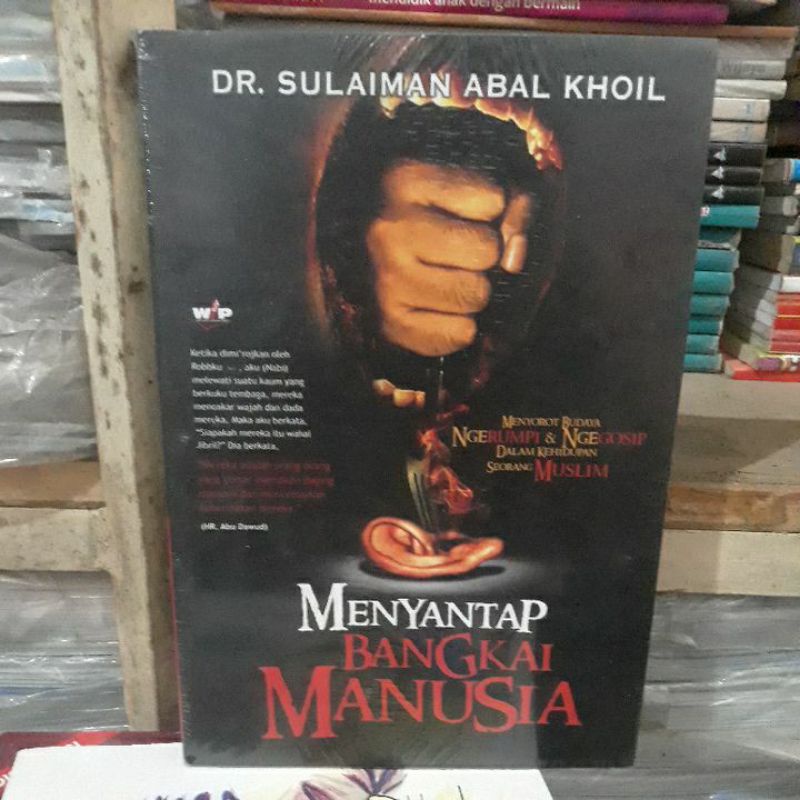 mendidik anak dengan bermain
DR. SULAIMAN ABAL KHOIL
WIP
Ketika dimi'rojkan oleh
Robbku ..., aku (Nabi)
melewati suatu kaum yang
berkuku tembaga, mereka
mencakar wajah dan dada
mereka. Maka aku berkata,
"Siapakah mereka itu wahai
Jibril?" Dia berkata,
(HR. Abu Dawud)
MENYOROT BUDAYA
NGERUMPI & NGEGOSIP
DALAM KEHIDUPAN
SEORANG MUSLIM
MENYANTAP
BANGKAI
MANUSIA